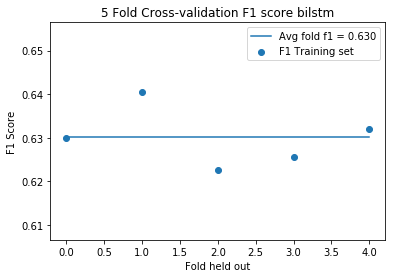 5 Fold Cross-validation F1 score bilstm
Avg fold f1 = 0.630
F1 Training set
0.65
0.64
0.63
0.62
0.61
F1 Score
0.0 0.5 1.0 1.5 2.0 2.5 3.0 3.5 4.0
Fold held out